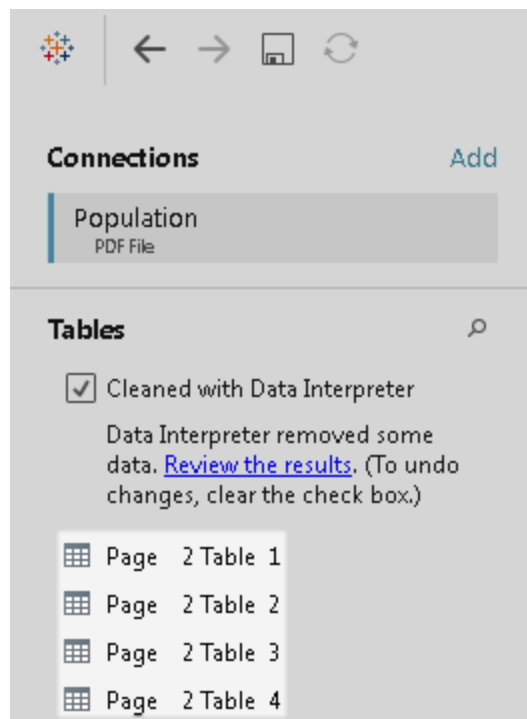 Connections Add
Population
PDF File
Tables
Cleaned with Data Interpreter
Data Interpreter removed some
data. Review the results. (To undo
changes, clear the check box.)
Page 2 Table 1
Page 2 Table 2
Page 2 Table 3
Page 2 Table 4